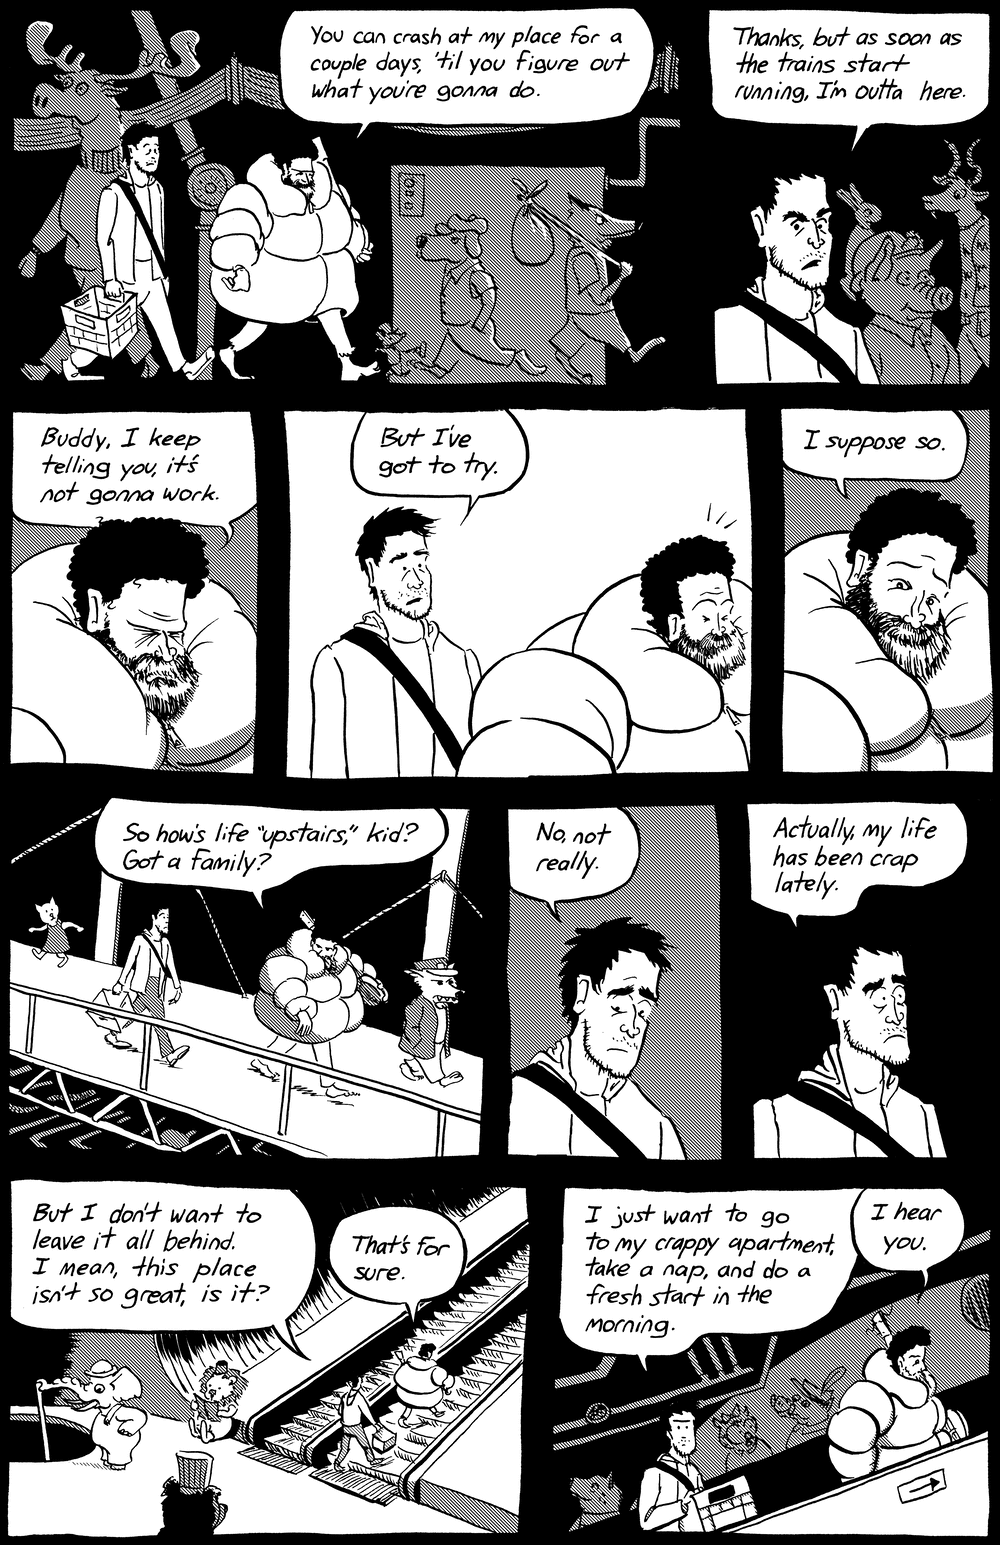 You can crash at my place for a
couple days, 'til you figure out
what you're gonna do.
Thanks, but as soon as
the trains start
running, I'm outta here.
Buddy, I keep
telling you, it's
not gonna work.
But I've
got to try.
I suppose so.
So how's life "upstairs," kid?
Got a family?
No, not
really.
Actually, my life
has been crap
lately.
But I don't want to
leave it all behind.
I mean, this place
isn't so great, is it?
That's for
sure.
I just want to go
to my crappy apartment,
take a nap, and do a
fresh start in the
morning.
I hear
you.